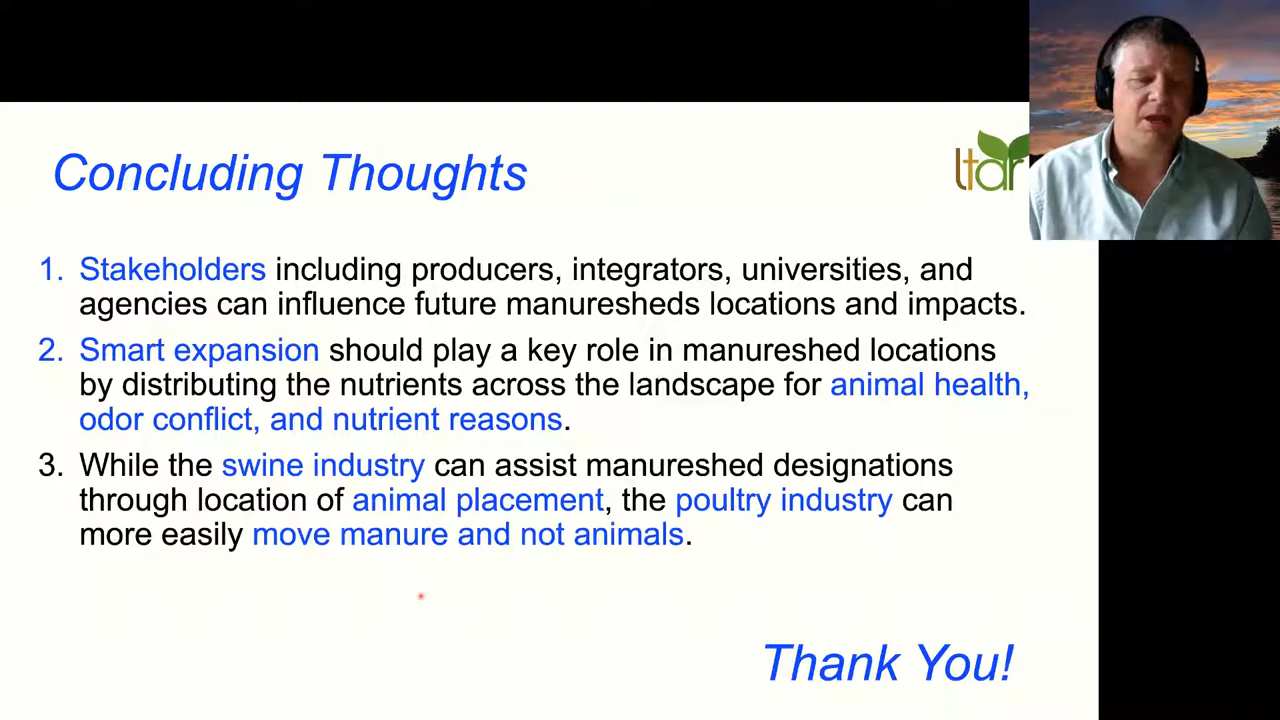 Concluding Thoughts
ltar
1. Stakeholders including producers, integrators, universities, and
agencies can influence future manuresheds locations and impacts.
2. Smart expansion should play a key role in manureshed locations
by distributing the nutrients across the landscape for animal health,
odor conflict, and nutrient reasons.
3. While the swine industry can assist manureshed designations
through location of animal placement, the poultry industry can
more easily move manure and not animals.
Thank You!